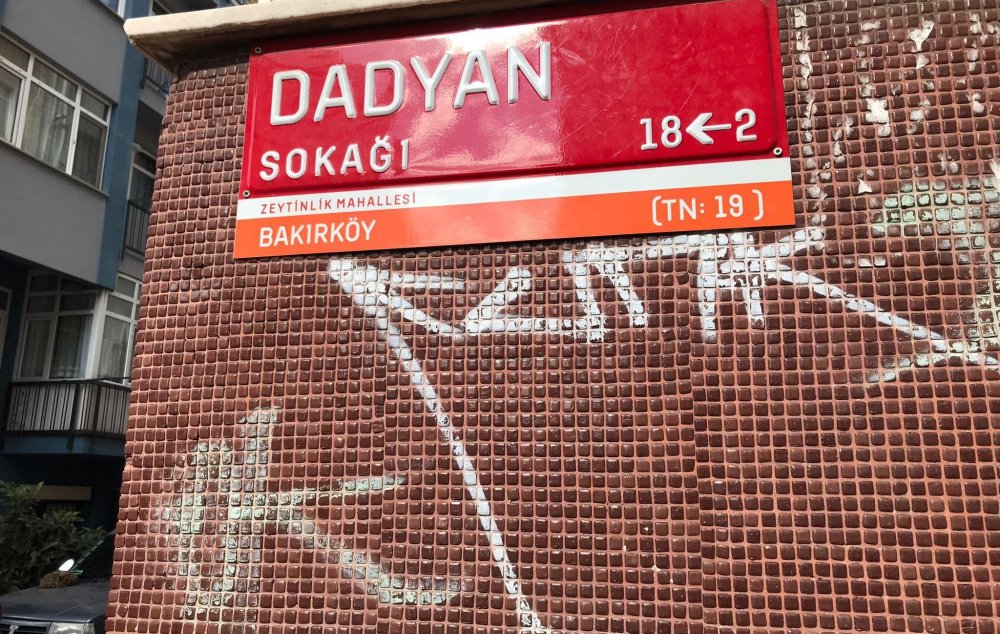 DADYAN
SOKAĞI 18←2
ZEYTİNLİK MAHALLESİ
BAKIRKÖY (TN: 19 )